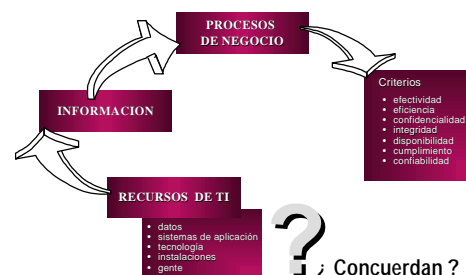 PROCESOS
DE NEGOCIO
Criterios
• efectividad
• eficiencia
• confidencialidad
• integridad
• disponibilidad
• cumplimiento
• confiabilidad
INFORMACION
RECURSOS DE TI
• datos
• sistemas de aplicación
• tecnología
• instalaciones
• gente
?
¿ Concuerdan ?